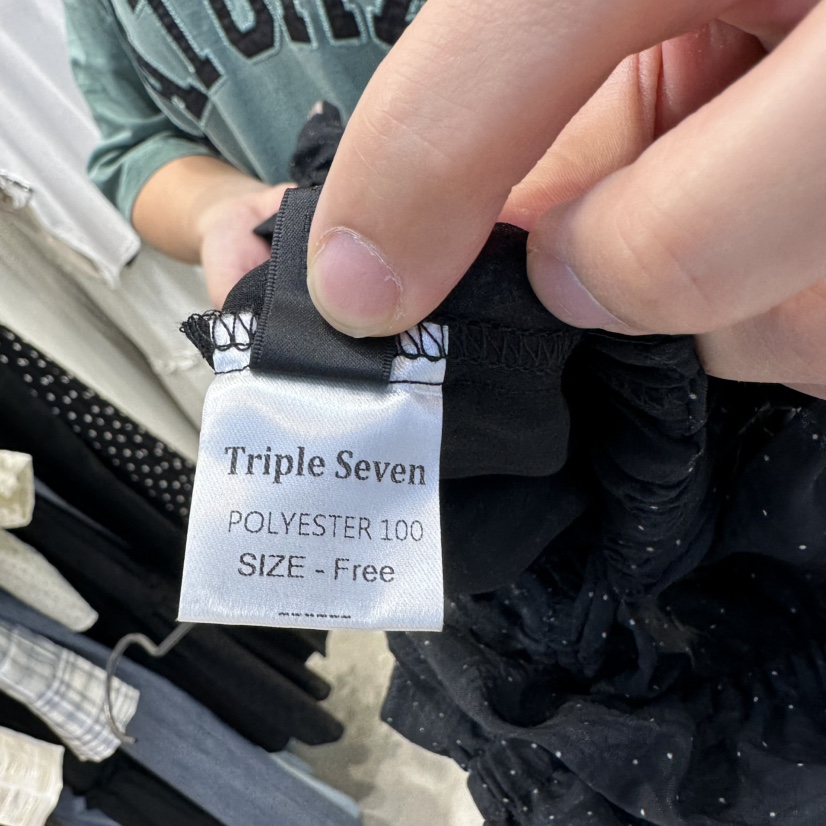 Triple Seven
POLYESTER 100
SIZE - Free